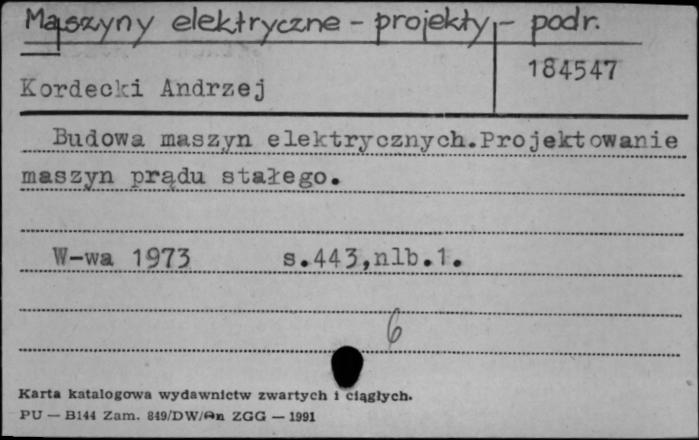 Maszyny elektryczne - projekty - podr.
184547
Kordecki Andrzej
Budowa maszyn elektrycznych.Projektowanie
maszyn prądu stałego.
W-wa 1973 s.443,nlb.1.
6
Karta katalogowa wydawnictw zwartych i ciągłych.
PU — B144 Zam. 849/DW/An ZGG — 1991